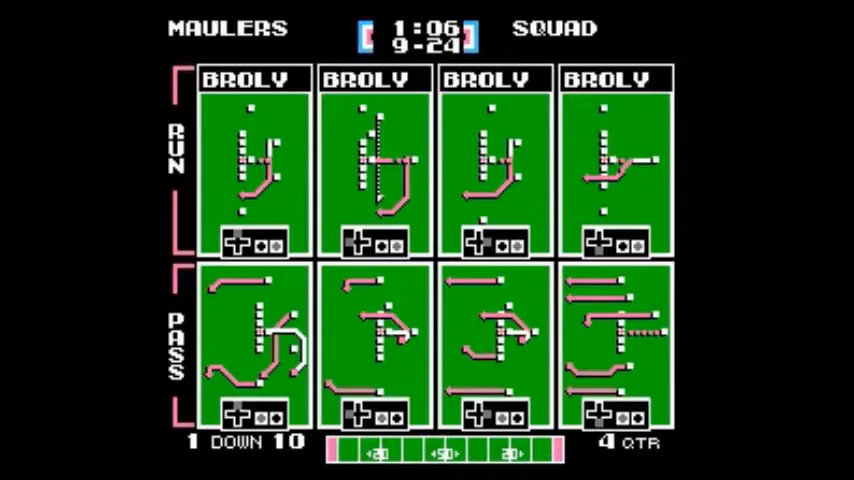 MAULERS 1:06 SQUAD
9-24
BROLY BROLY BROLY BROLY
RUN
PASS
1 DOWN 10 4 QTR
20 50 20